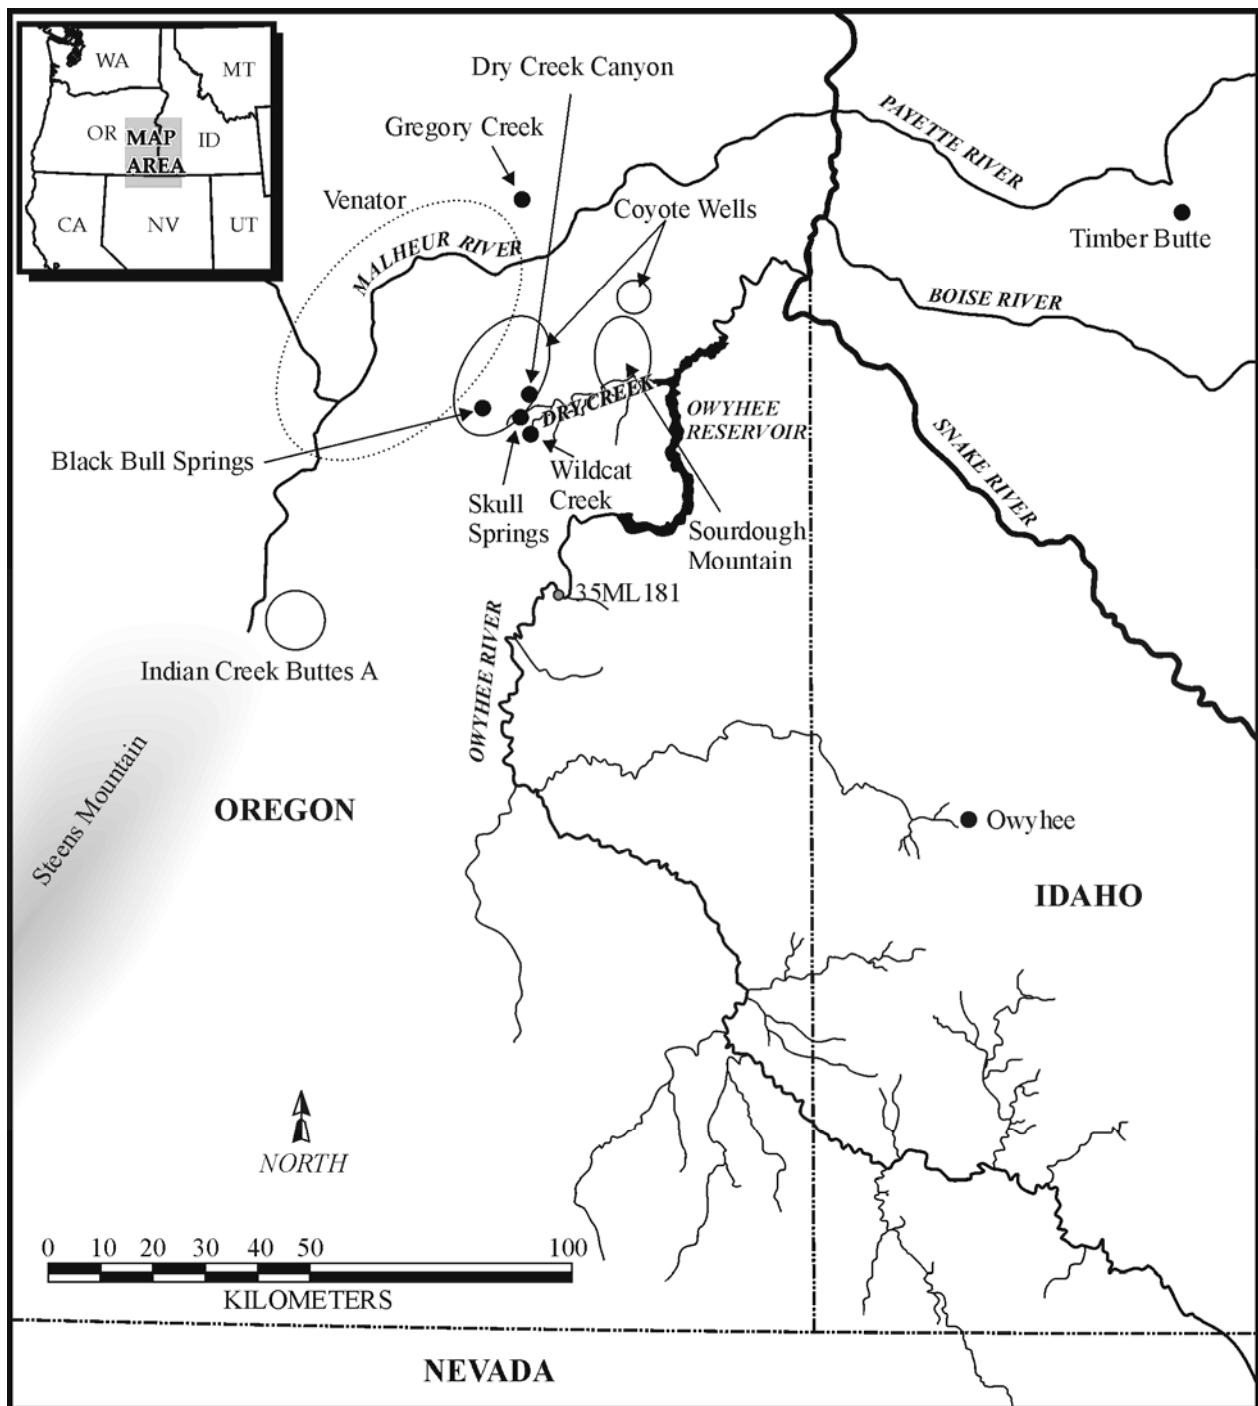 WA
MT
OR
MAP
AREA
ID
CA
NV
UT
Dry Creek Canyon
Gregory Creek
Venator
Coyote Wells
PAYETTE RIVER
Timber Butte
MALHEUR RIVER
BOISE RIVER
DRY CREEK
OWYHEE
RESERVOIR
SNAKE RIVER
Black Bull Springs
Skull
Springs
Wildcat
Creek
Sourdough
Mountain
35ML181
Indian Creek Buttes A
OWYHEE RIVER
Steens Mountain
OREGON
Owyhee
IDAHO
NORTH
0 10 20 30 40 50 100
KILOMETERS
NEVADA